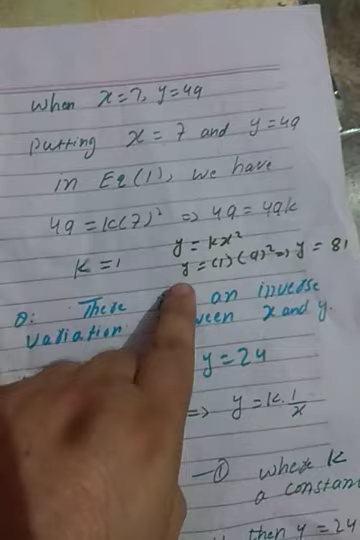 When x=7, y=49
Putting x=7 and y=49
in Eq(1), we have
49=k(7)² => 49=49k
k=1
y=kx²
y=(1)(9)²=> y=81
Q: There an inverse
variation ween x and y.
y=24
=> y=k.1/x
—① where k
a constan
then y=24